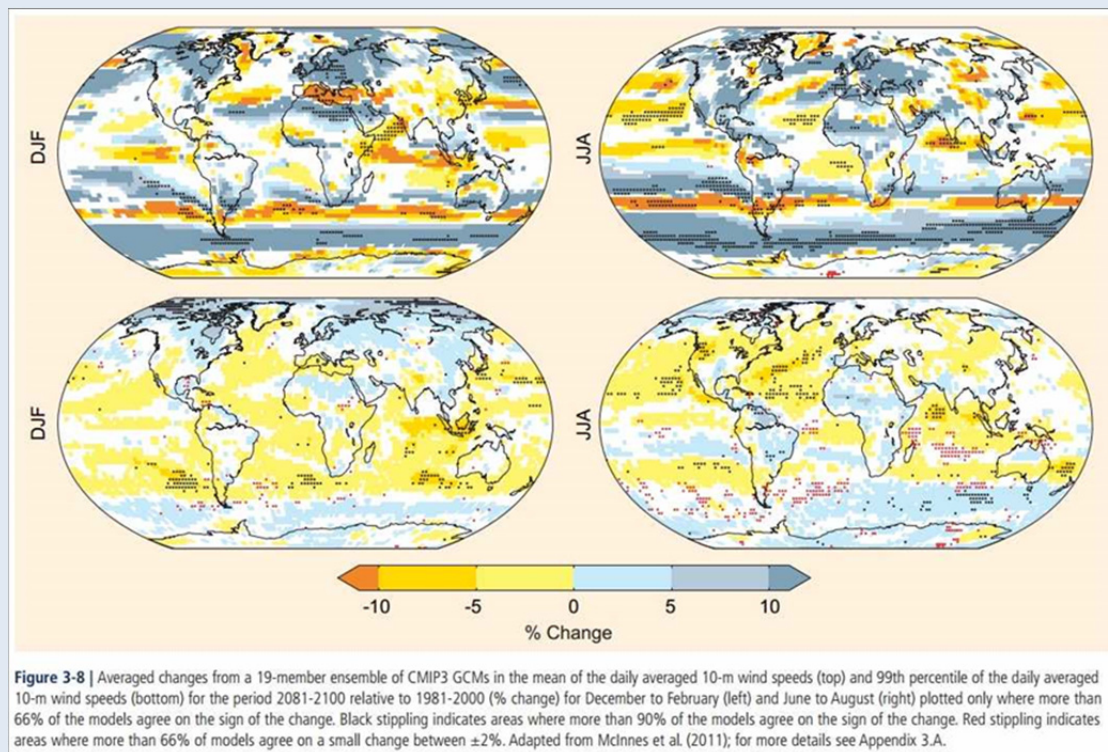 DJF
JJA
DJF
JJA
-10 -5 0 5 10
% Change
Figure 3-8 | Averaged changes from a 19-member ensemble of CMIP3 GCMs in the mean of the daily averaged 10-m wind speeds (top) and 99th percentile of the daily averaged
10-m wind speeds (bottom) for the period 2081-2100 relative to 1981-2000 (% change) for December to February (left) and June to August (right) plotted only where more than
66% of the models agree on the sign of the change. Black stippling indicates areas where more than 90% of the models agree on the sign of the change. Red stippling indicates
areas where more than 66% of models agree on a small change between ±2%. Adapted from McInnes et al. (2011); for more details see Appendix 3.A.